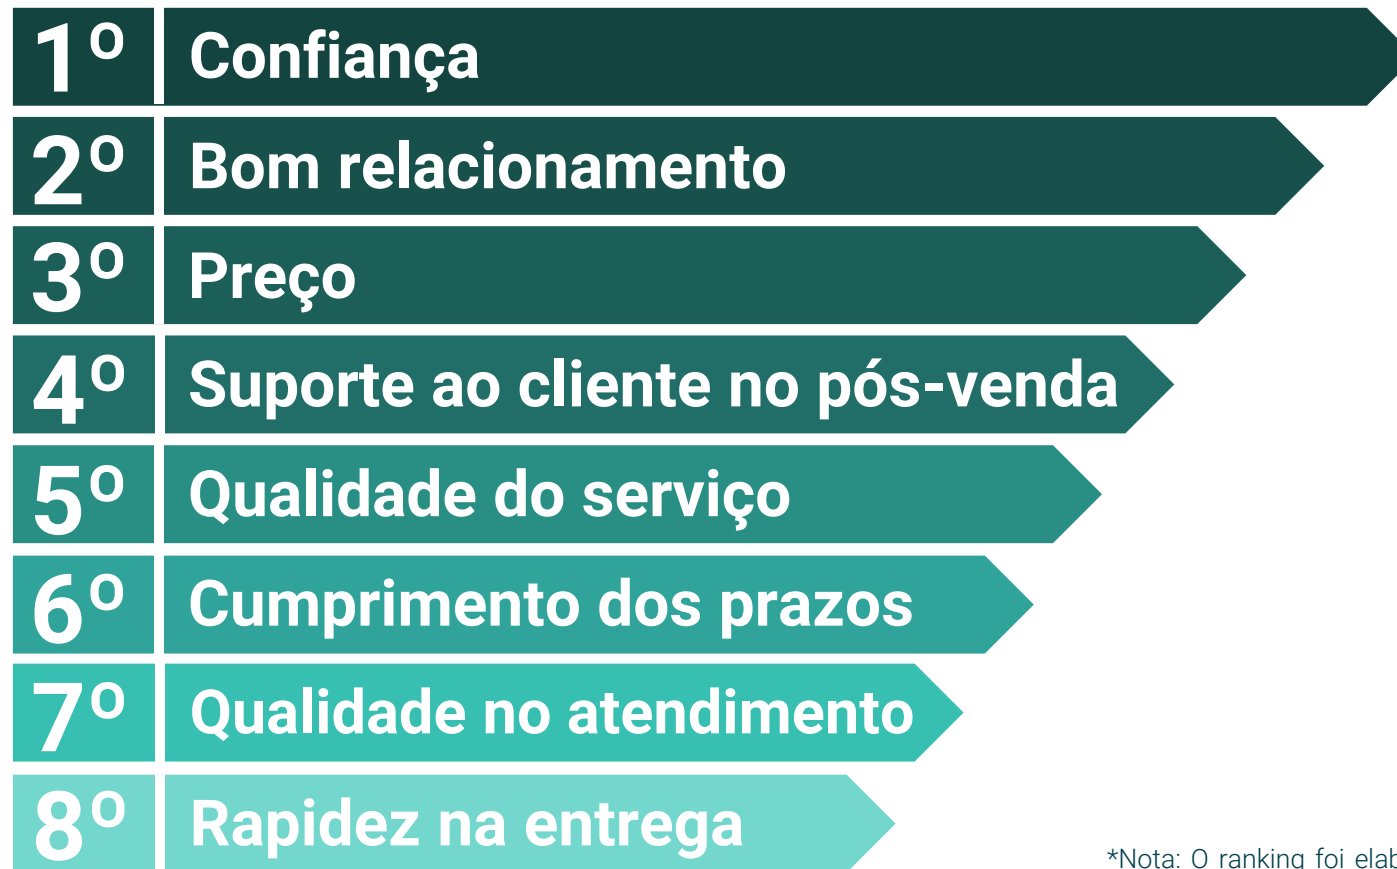 1º Confiança
2º Bom relacionamento
3º Preço
4º Suporte ao cliente no pós-venda
5º Qualidade do serviço
6º Cumprimento dos prazos
7º Qualidade no atendimento
8º Rapidez na entrega
*Nota: O ranking foi